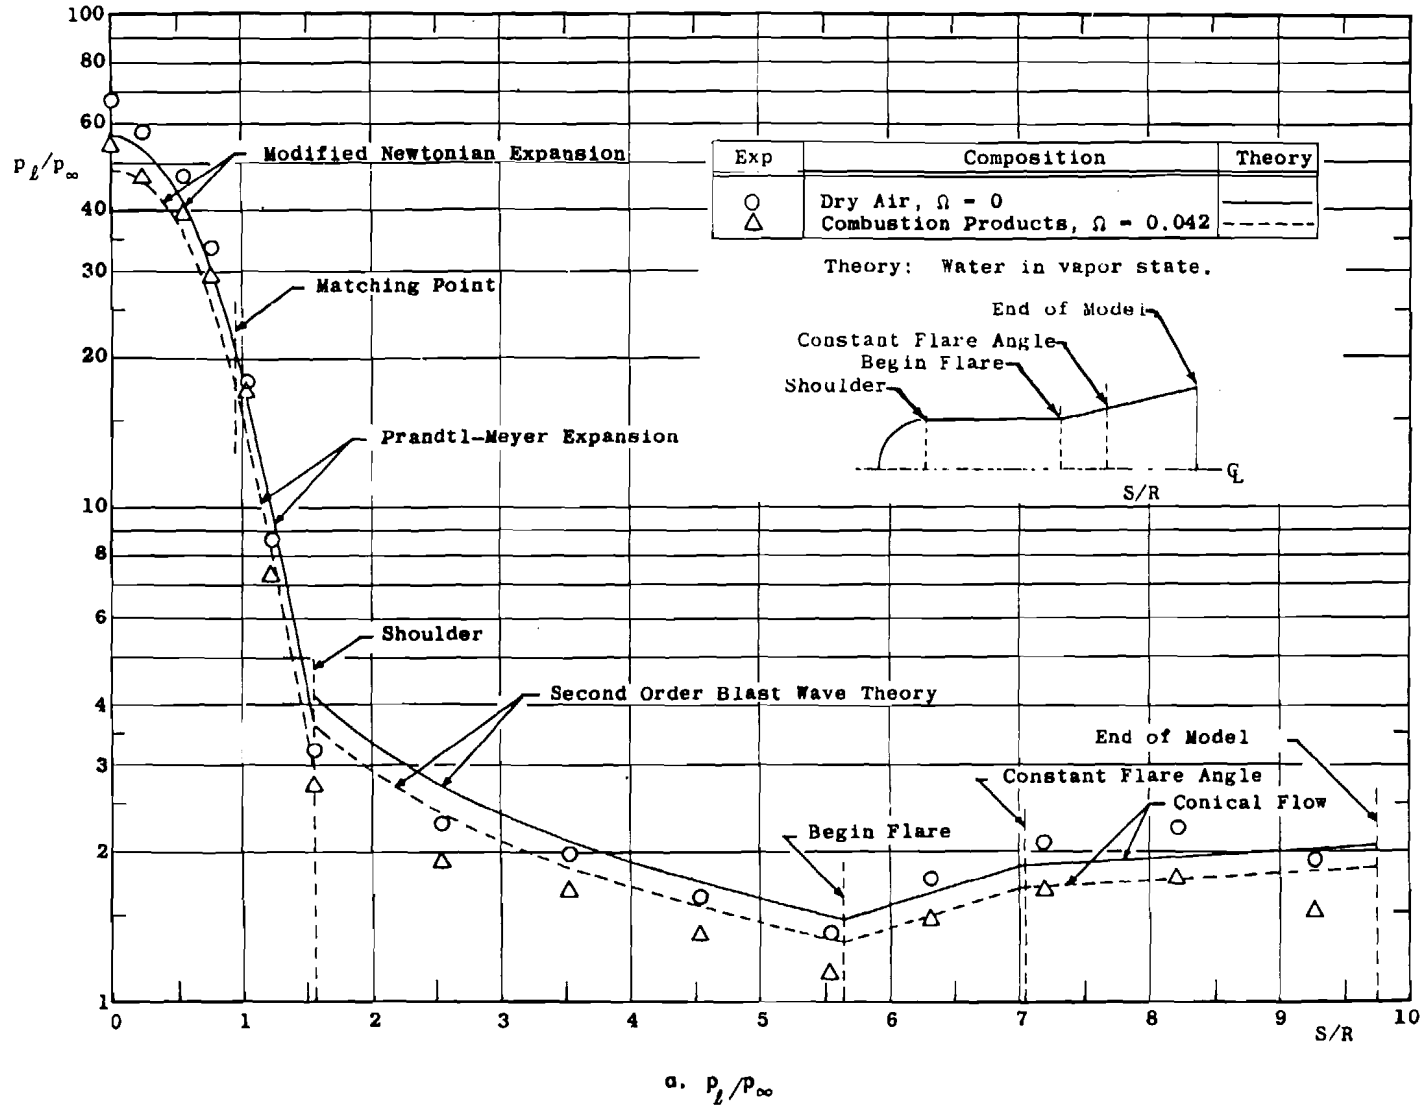 100
80
60
p_ℓ/p_∞
40
30
20
10
8
6
4
3
2
1
Modified Newtonian Expansion
Matching Point
Prandtl-Meyer Expansion
Shoulder
Second Order Blast Wave Theory
Exp Composition Theory
○ Dry Air, Ω = 0
△ Combustion Products, Ω = 0.042
Theory: Water in vapor state.
End of Model
Constant Flare Angle
Begin Flare
Shoulder
℄
S/R
End of Model
Constant Flare Angle
Conical Flow
Begin Flare
0 1 2 3 4 5 6 7 8 9 10
S/R
a. p_ℓ/p_∞